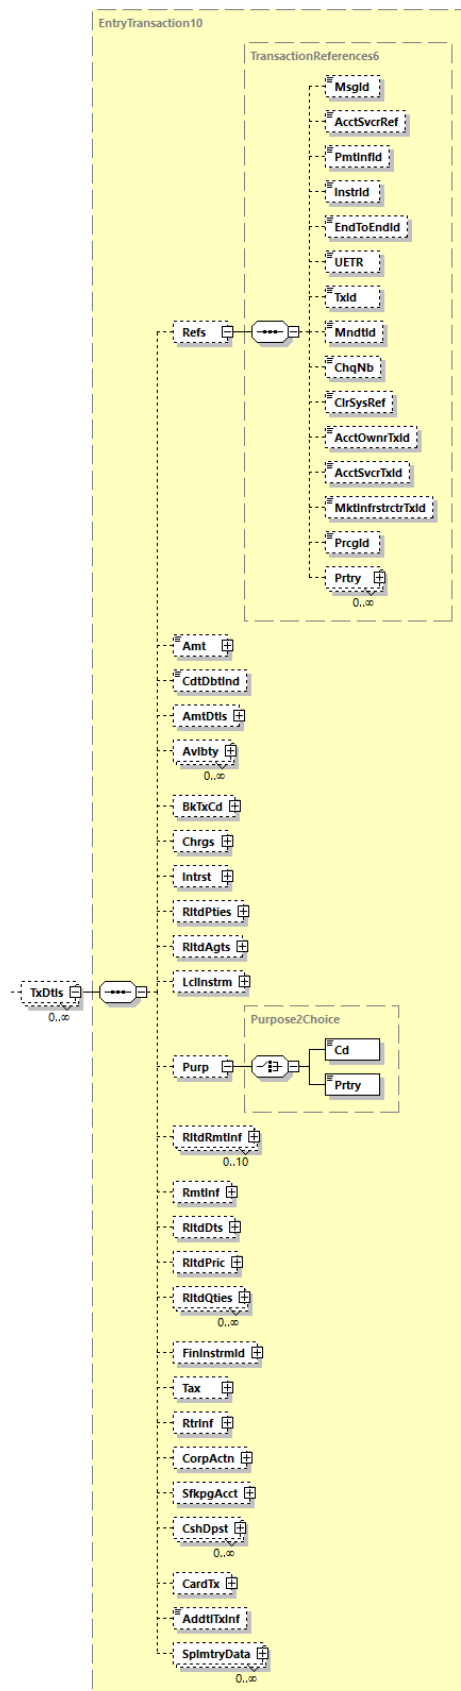 EntryTransaction10
TransactionReferences6
MsgId
AcctSvcrRef
PmtInfId
InstrId
EndToEndId
UETR
TxId
Refs
MndtId
ChqNb
ClrSysRef
AcctOwnrTxId
AcctSvcrTxId
MktInfrstrctrTxId
PrcgId
Prtry
0..∞
Amt
CdtDbtInd
AmtDtls
Avlbty
0..∞
BkTxCd
Chrgs
Intrst
RltdPties
RltdAgts
LclInstrm
TxDtls
0..∞
Purpose2Choice
Cd
Purp
Prtry
RltdRmtInf
0..10
RmtInf
RltdDts
RltdPric
RltdQties
0..∞
FinInstrmId
Tax
RtrInf
CorpActn
SfkpgAcct
CshDpst
0..∞
CardTx
AddtlTxInf
SplmtryData
0..∞